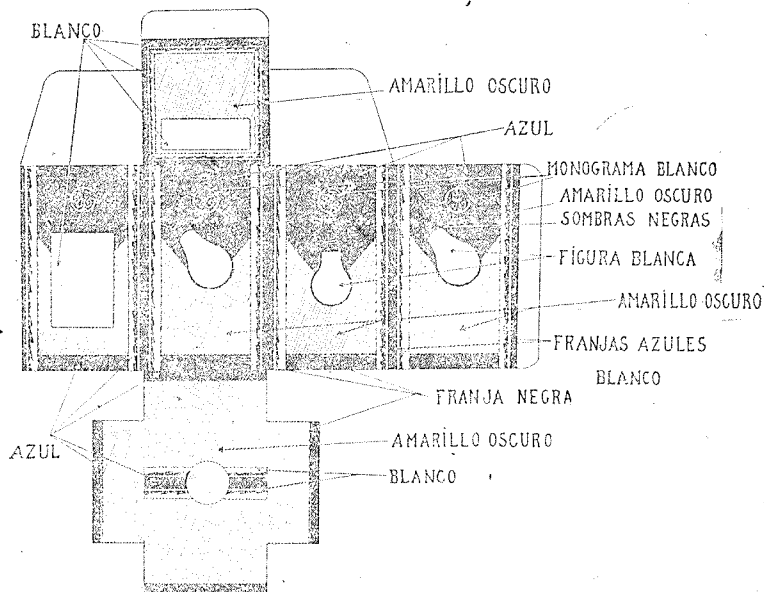 BLANCO
AMARILLO OSCURO
AZUL
MONOGRAMA BLANCO
AMARILLO OSCURO
SOMBRAS NEGRAS
FÍGURA BLANCA
AMARILLO OSCURO
FRANJAS AZULES
BLANCO
FRANJA NEGRA
AZUL
AMARILLO OSCURO
BLANCO